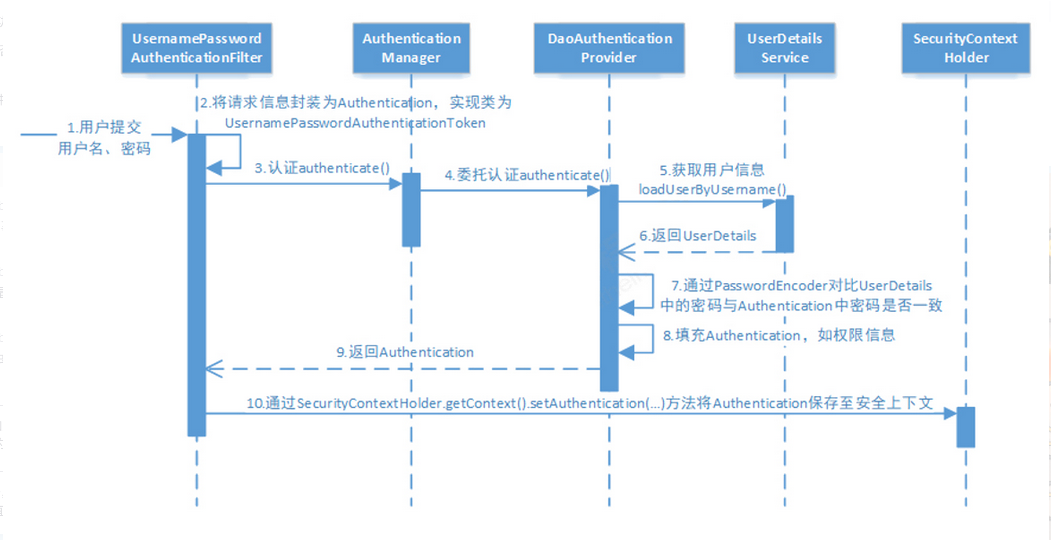 UsernamePassword
AuthenticationFilter
Authentication
Manager
DaoAuthentication
Provider
UserDetails
Service
SecurityContext
Holder
2.将请求信息封装为Authentication，实现类为
UsernamePasswordAuthenticationToken
1.用户提交
用户名、密码
3.认证authenticate()
4.委托认证authenticate()
5.获取用户信息
loadUserByUsername()
6.返回UserDetails
7.通过PasswordEncoder对比UserDetails
中的密码与Authentication中密码是否一致
8.填充Authentication，如权限信息
9.返回Authentication
10.通过SecurityContextHolder.getContext().setAuthentication(...)方法将Authentication保存至安全上下文